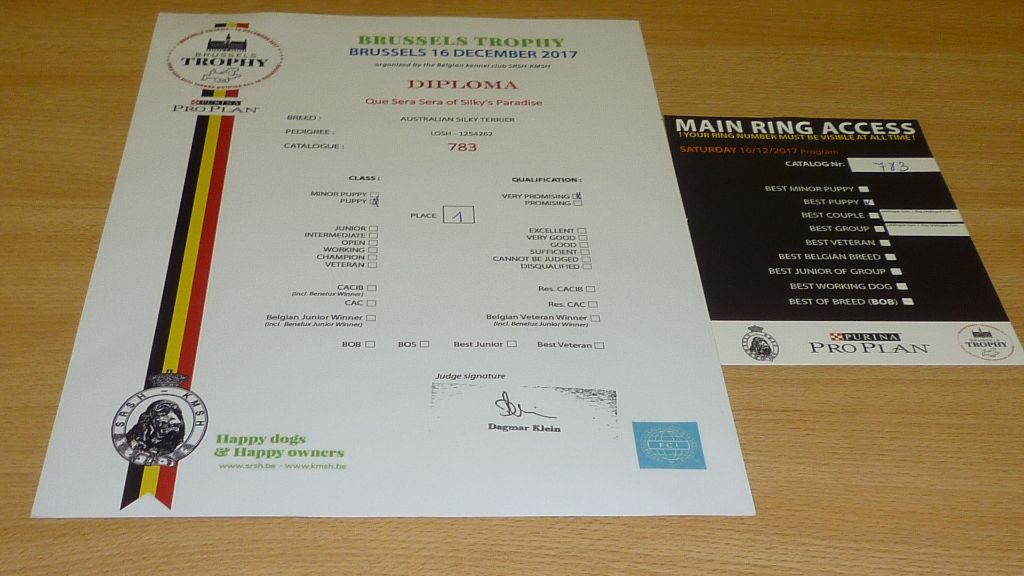 BRUSSELS
TROPHY
PURINA
PRO PLAN
BRUSSELS TROPHY
BRUSSELS 16 DECEMBER 2017
organized by the Belgian kennel club SRSH-KMSH
DIPLOMA
Que Sera Sera of Silky's Paradise
BREED : AUSTRALIAN SILKY TERRIER
PEDIGREE : LOSH - 1254262
CATALOGUE : 783
CLASS : QUALIFICATION :
MINOR PUPPY VERY PROMISING
PUPPY PROMISING
PLACE 1
JUNIOR EXCELLENT
INTERMEDIATE VERY GOOD
OPEN GOOD
WORKING SUFFICIENT
CHAMPION CANNOT BE JUDGED
VETERAN DISQUALIFIED
CACIB Res. CACIB
(incl. Benelux Winner)
CAC Res. CAC
Belgian Junior Winner Belgian Veteran Winner
(incl. Benelux Junior Winner) (incl. Benelux Junior Winner)
BOB BOS Best Junior Best Veteran
Judge signature
Dagmar Klein
SRSH - KMSH
Happy dogs
& Happy owners
www.srsh.be - www.kmsh.be
FCI
MAIN RING ACCESS
! YOUR RING NUMBER MUST BE VISIBLE AT ALL TIME !
SATURDAY 16/12/2017 Program
CATALOG Nr: 783
BEST MINOR PUPPY
BEST PUPPY
BEST COUPLE
BEST GROUP
BEST VETERAN
BEST BELGIAN BREED
BEST JUNIOR OF GROUP
BEST WORKING DOG
BEST OF BREED (BOB)
PURINA
PRO PLAN
BRUSSELS
TROPHY